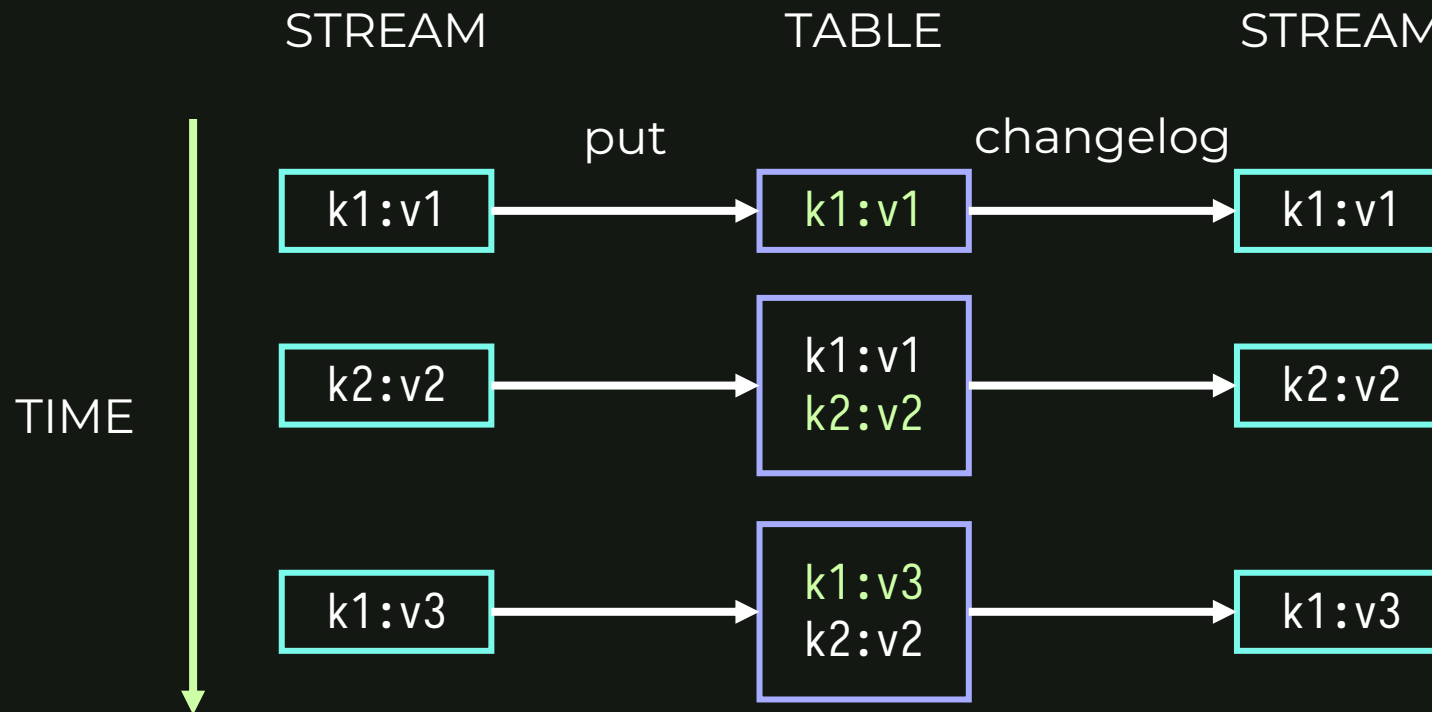 STREAM TABLE STREAM
put changelog
k1:v1 k1:v1 k1:v1
k1:v1
k2:v2 k2:v2
k2:v2
TIME
k1:v3
k1:v3 k1:v3
k2:v2